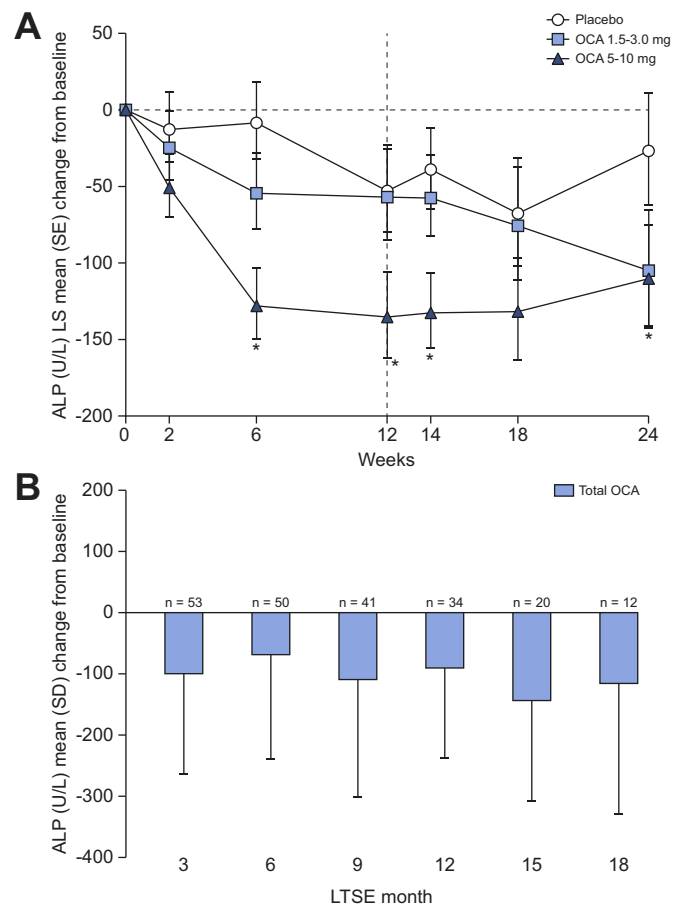 A
Placebo
OCA 1.5-3.0 mg
OCA 5-10 mg
ALP (U/L) LS mean (SE) change from baseline
50
0
-50
-100
-150
-200
*
*
*
*
0 2 6 12 14 18 24
Weeks
B
Total OCA
ALP (U/L) mean (SD) change from baseline
200
100
0
-100
-200
-300
-400
n = 53 n = 50 n = 41 n = 34 n = 20 n = 12
3 6 9 12 15 18
LTSE month